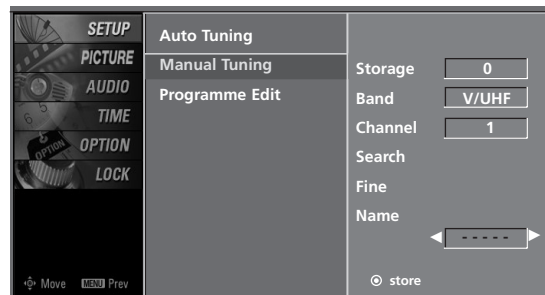 SETUP
PICTURE
AUDIO
TIME
OPTION
LOCK
Move MENU Prev
Auto Tuning
Manual Tuning
Programme Edit
Storage 0
Band V/UHF
Channel 1
Search
Fine
Name
- - - - -
store